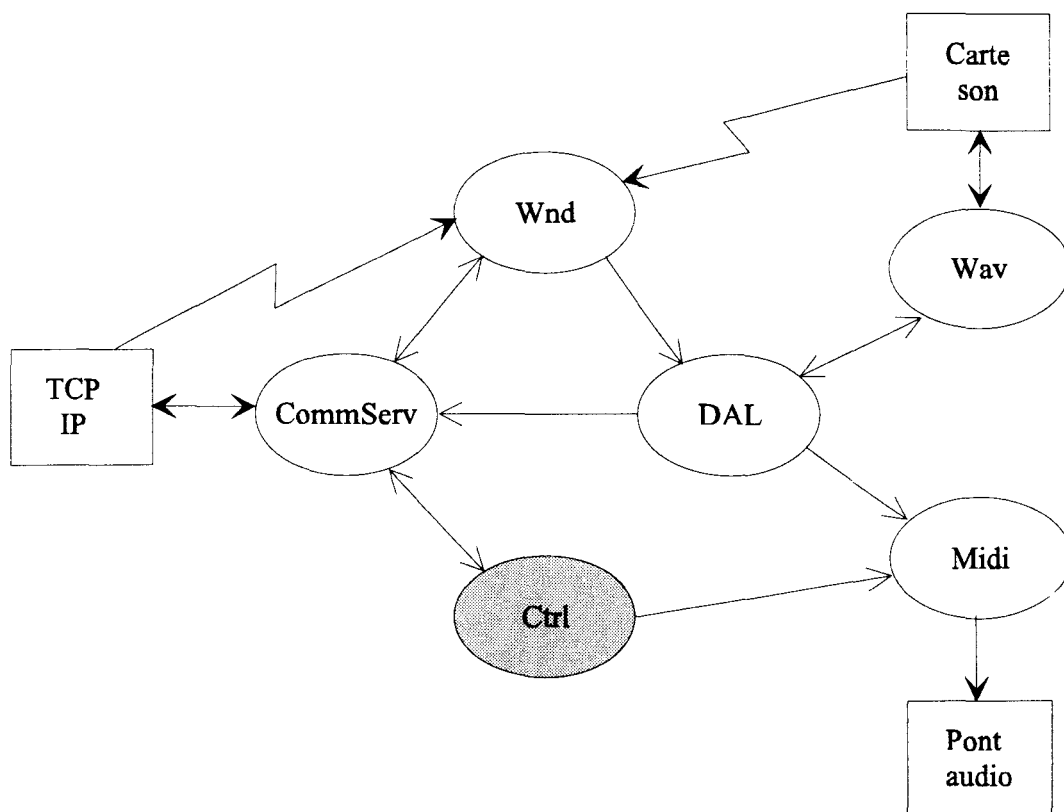 Carte
son
Wnd
Wav
TCP
IP
CommServ
DAL
Midi
Ctrl
Pont
audio